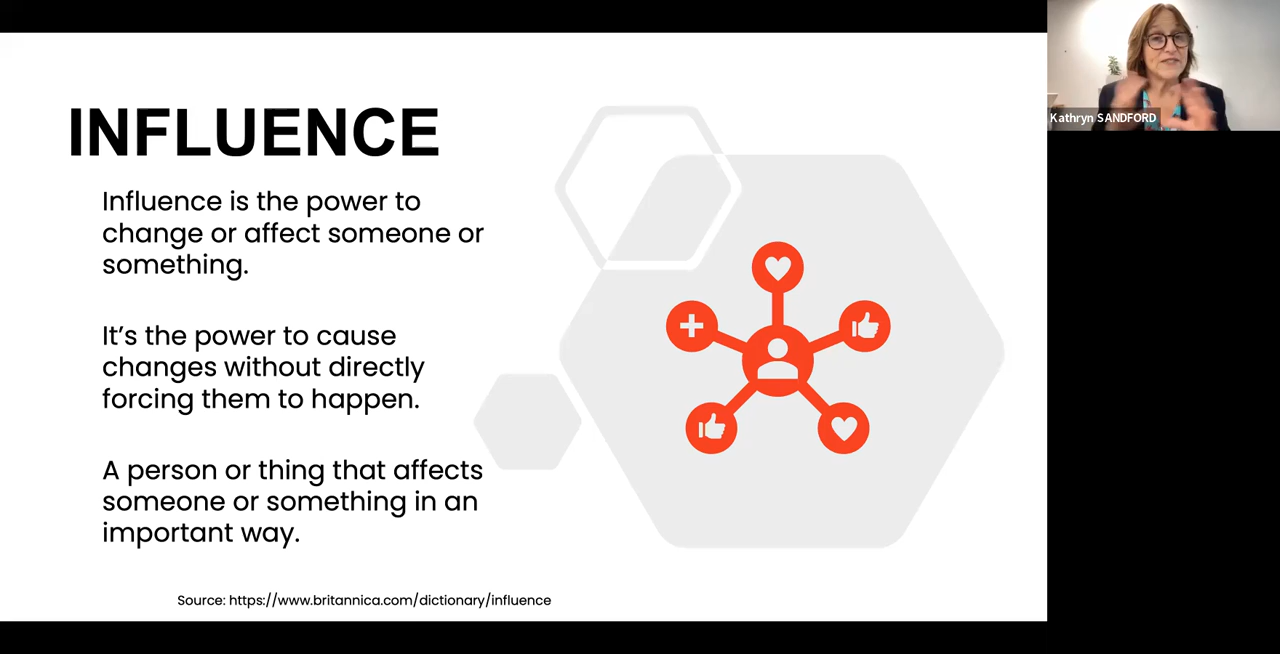 INFLUENCE
Influence is the power to
change or affect someone or
something.
It’s the power to cause
changes without directly
forcing them to happen.
A person or thing that affects
someone or something in an
important way.
Source: https://www.britannica.com/dictionary/influence
Kathryn SANDFORD